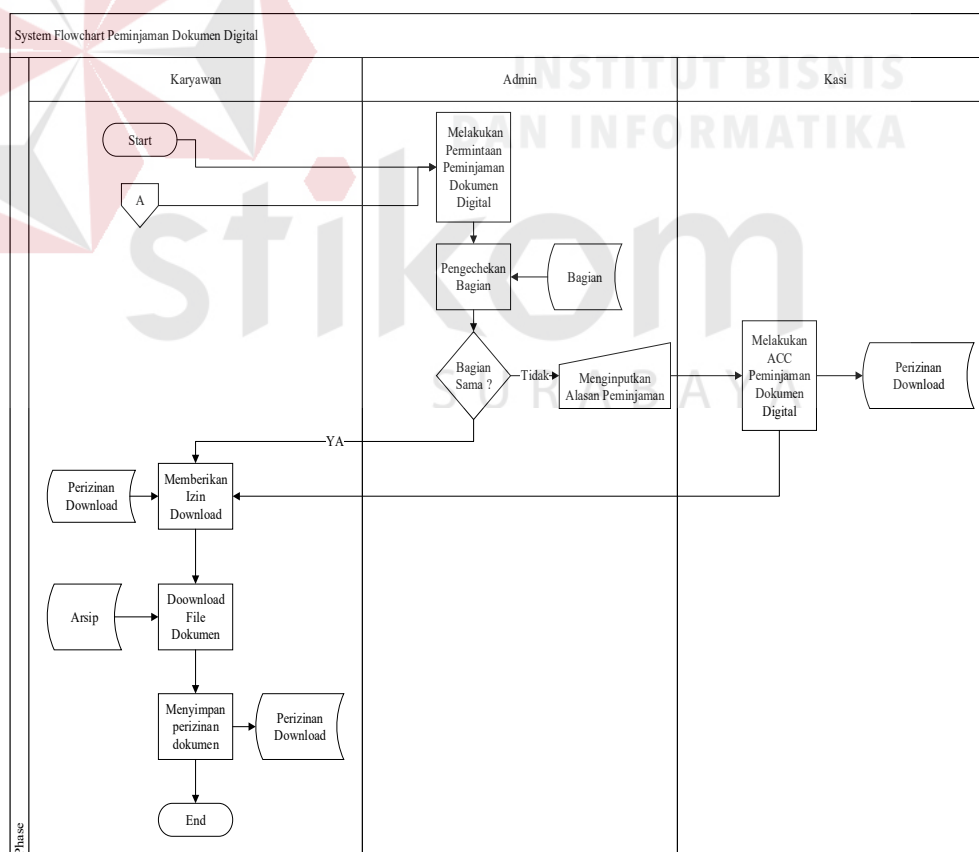 System Flowchart Peminjaman Dokumen Digital
INSTITUT BISNIS
DAN INFORMATIKA
stikom
SURABAYA
Phase
Karyawan
Admin
Kasi
Start
A
Melakukan
Permintaan
Peminjaman
Dokumen
Digital
Pengechekan
Bagian
Bagian
Bagian
Sama ?
Tidak
Menginputkan
Alasan Peminjaman
Melakukan
ACC
Peminjaman
Dokumen
Digital
Perizinan
Download
YA
Perizinan
Download
Memberikan
Izin
Download
Arsip
Doownload
File
Dokumen
Menyimpan
perizinan
dokumen
Perizinan
Download
End